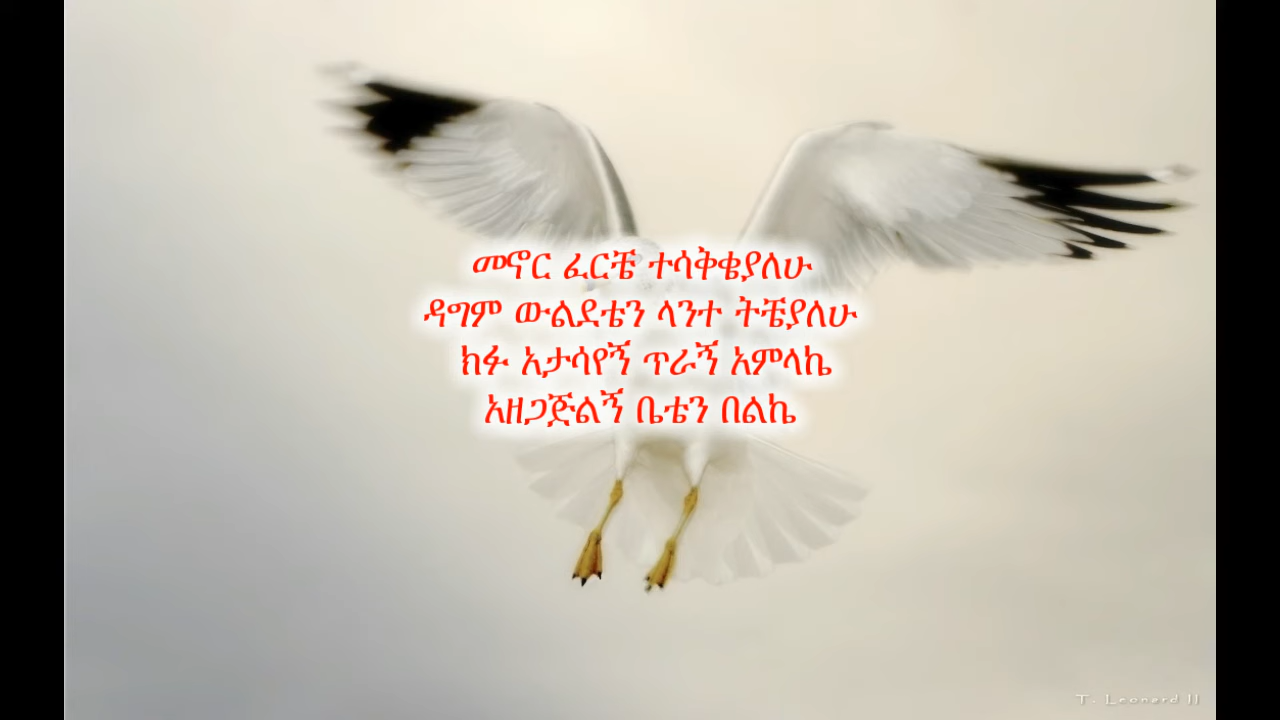 መኖር ፈርቼ ተሳቅቄያለሁ
ዳግም ውልደቴን ላንተ ትቼያለሁ
ክፉ አታሳየኝ ጥራኝ አምላኬ
አዘጋጅልኝ ቤቴን በልኬ
T. Leonard II